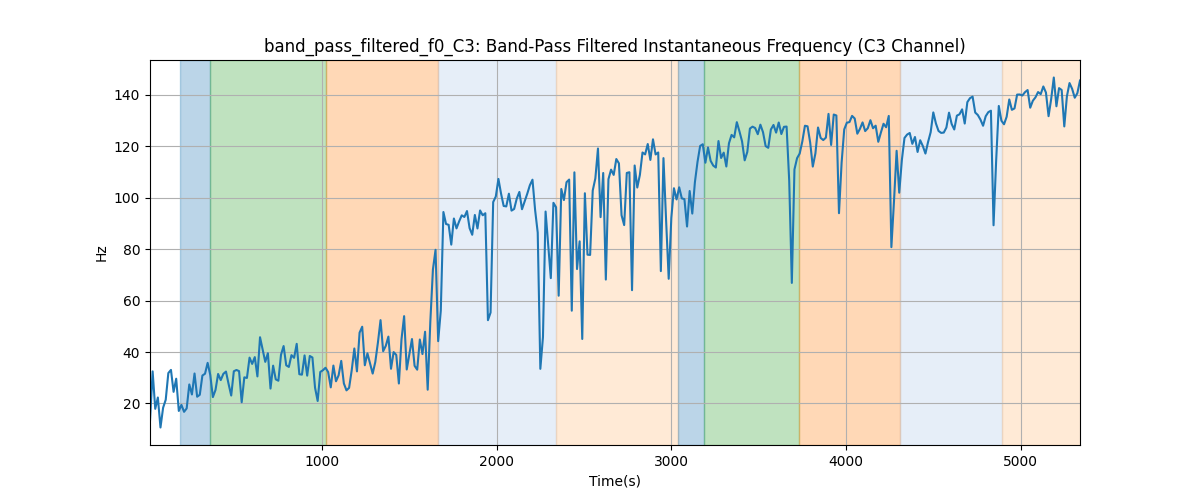 band_pass_filtered_f0_C3: Band-Pass Filtered Instantaneous Frequency (C3 Channel)
140
120
100
80
60
40
20
Hz
1000 2000 3000 4000 5000
Time(s)